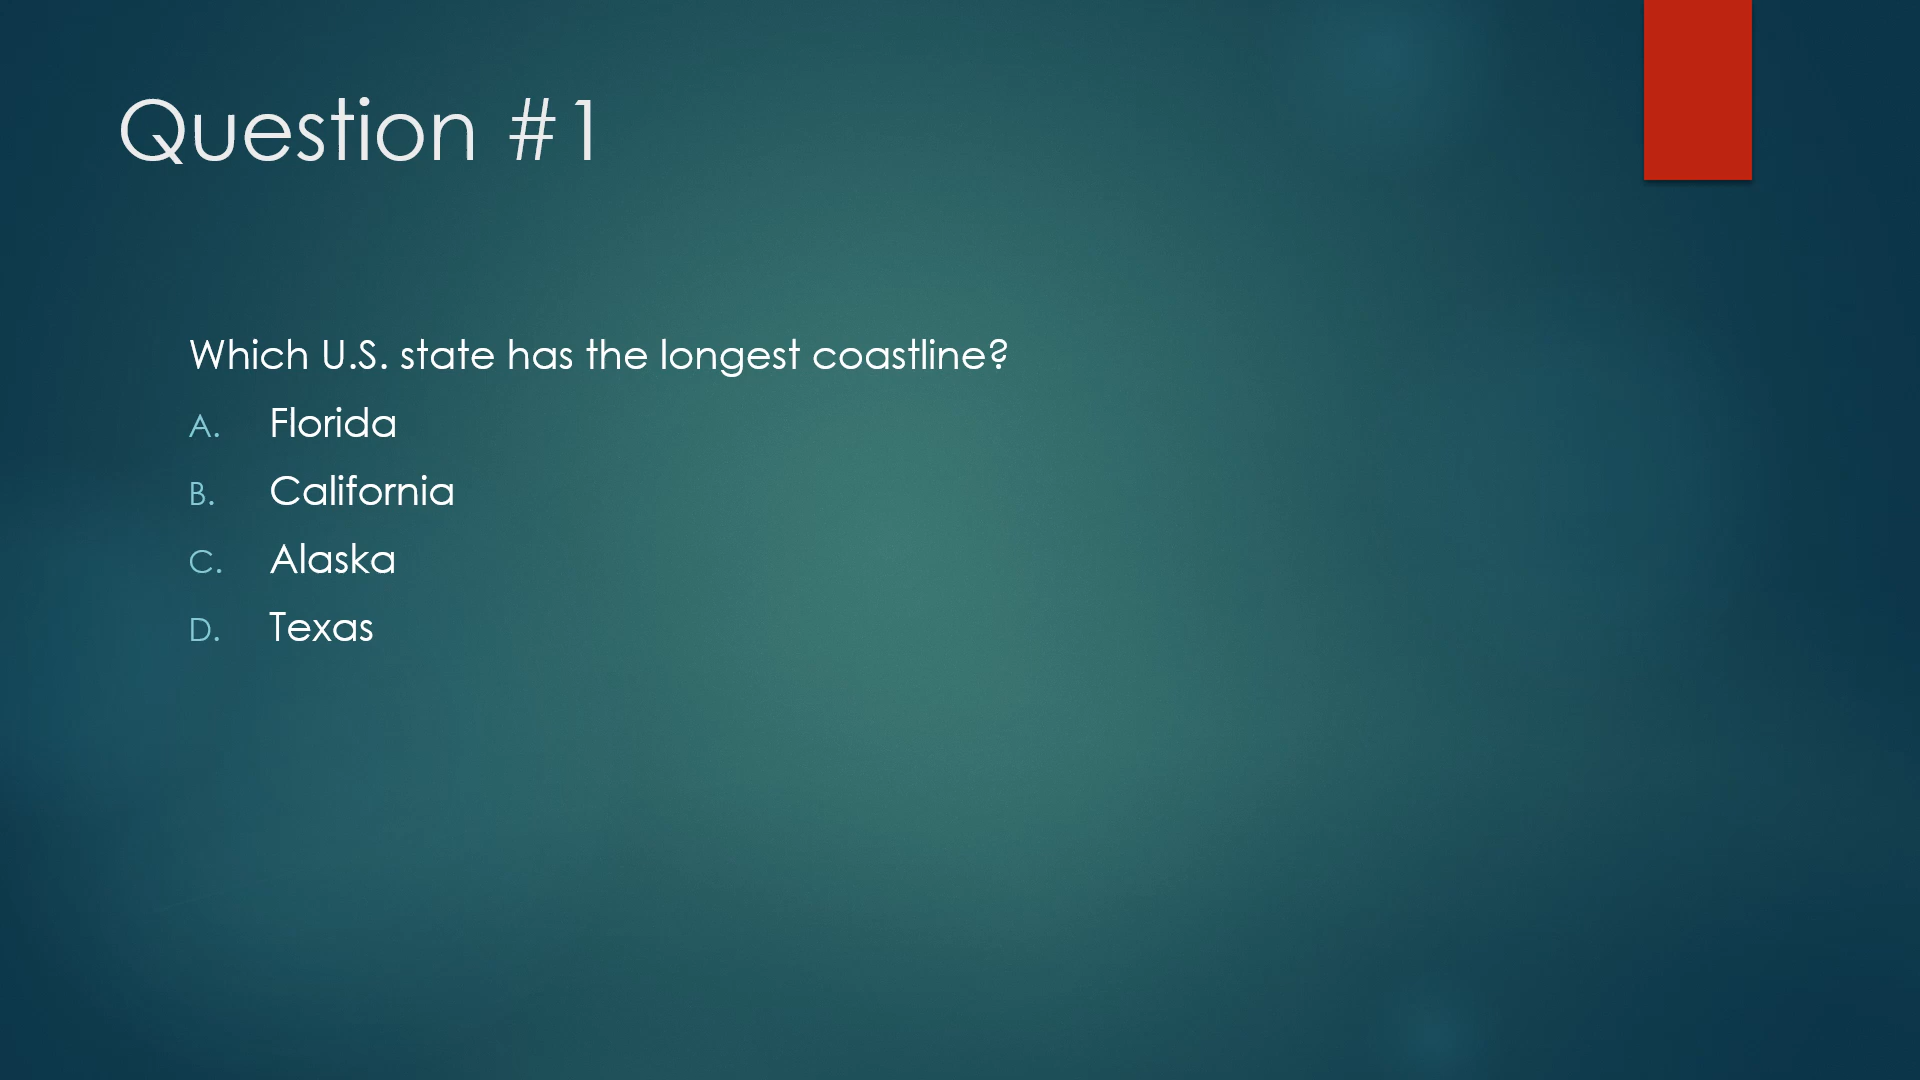 Question #1
Which U.S. state has the longest coastline?
A. Florida
B. California
C. Alaska
D. Texas